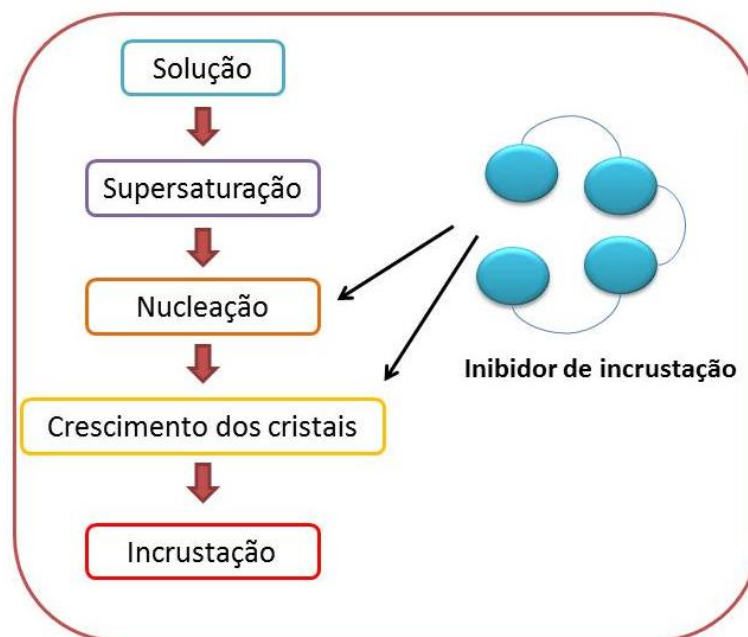 Solução
Supersaturação
Nucleação
Crescimento dos cristais
Incrustação
Inibidor de incrustação